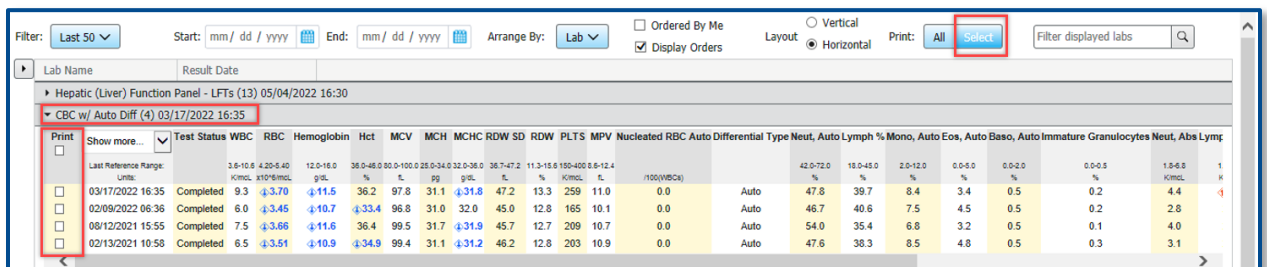 Filter: Last 50 Start: mm/ dd / yyyy End: mm/ dd / yyyy Arrange By: Lab Ordered By Me Display Orders Layout Vertical Horizontal Print: All Select Filter displayed labs
Lab Name Result Date
Hepatic (Liver) Function Panel - LFTs (13) 05/04/2022 16:30
CBC w/ Auto Diff (4) 03/17/2022 16:35
Print Show more... Test Status WBC RBC Hemoglobin Hct MCV MCH MCHC RDW SD RDW PLTS MPV Nucleated RBC Auto Differential Type Neut, Auto Lymph % Mono, Auto Eos, Auto Baso, Auto Immature Granulocytes Neut, Abs Lymp
Last Reference Range: 3.6-10.6 4.20-5.40 12.0-16.0 36.0-46.0 80.0-100.0 25.0-34.0 32.0-36.0 36.7-47.2 11.3-15.6 150-400 8.6-12.4 42.0-72.0 18.0-45.0 2.0-12.0 0.0-5.0 0.0-2.0 0.0-0.5 1.8-6.8 1.
Units: K/mcL x10^6/mcL g/dL % fL pg g/dL fL % K/mcL fL /100(WBCs) % % % % % % K/mcL K
03/17/2022 16:35 Completed 9.3 3.70 11.5 36.2 97.8 31.1 31.8 47.2 13.3 259 11.0 0.0 Auto 47.8 39.7 8.4 3.4 0.5 0.2 4.4
02/09/2022 06:36 Completed 6.0 3.45 10.7 33.4 96.8 31.0 32.0 45.0 12.8 165 10.1 0.0 Auto 46.7 40.6 7.5 4.5 0.5 0.2 2.8
08/12/2021 15:55 Completed 7.5 3.66 11.6 36.4 99.5 31.7 31.9 45.7 12.7 209 10.7 0.0 Auto 54.0 35.4 6.8 3.2 0.5 0.1 4.0
02/13/2021 10:58 Completed 6.5 3.51 10.9 34.9 99.4 31.1 31.2 46.2 12.8 203 10.9 0.0 Auto 47.6 38.3 8.5 4.8 0.5 0.3 3.1